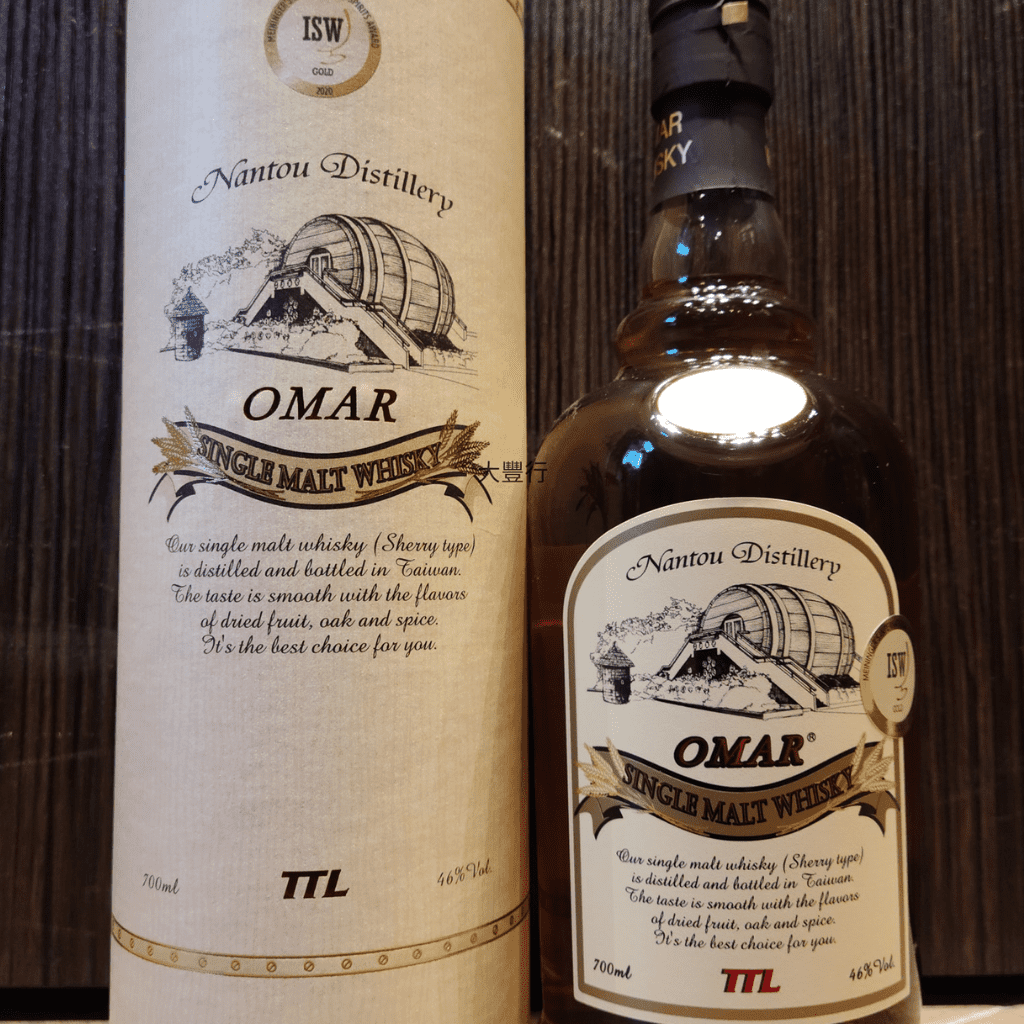 ISW
GOLD
2020
Nantou Distillery
OMAR
SINGLE MALT WHISKY
Our single malt whisky (Sherry type)
is distilled and bottled in Taiwan.
The taste is smooth with the flavors
of dried fruit, oak and spice.
It's the best choice for you.
700ml
TTL
46% Vol.
大豐行
AR
SKY
Nantou Distillery
ISW
GOLD
OMAR®
SINGLE MALT WHISKY
Our single malt whisky (Sherry type)
is distilled and bottled in Taiwan.
The taste is smooth with the flavors
of dried fruit, oak and spice.
It's the best choice for you.
700ml
TTL
46% Vol.